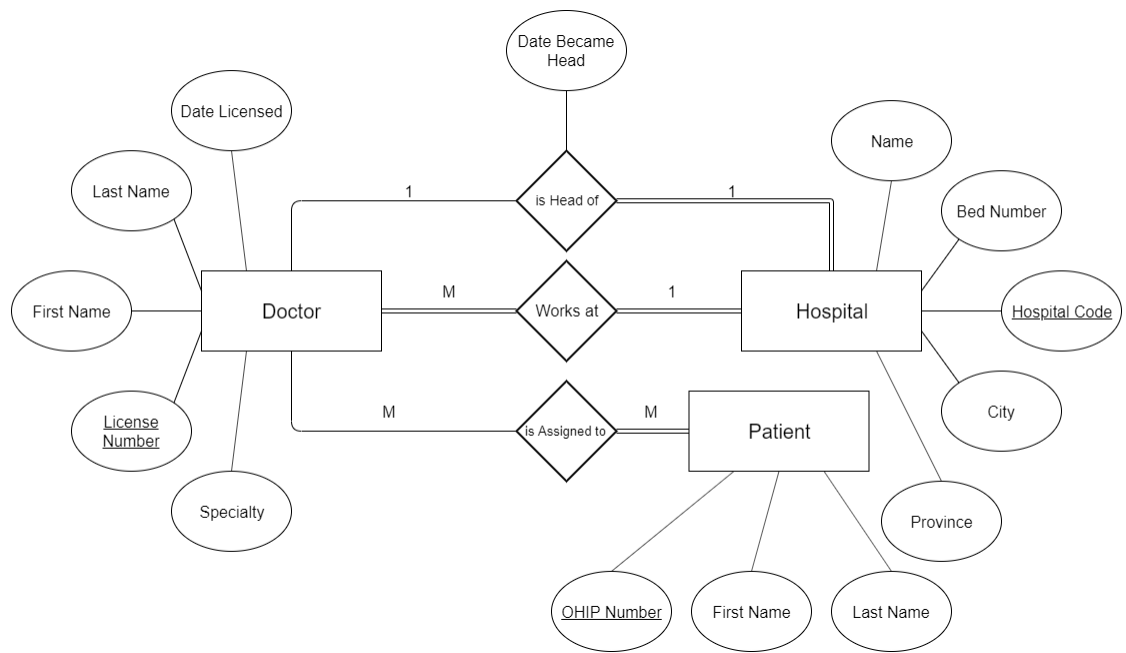 Date Became
Head
Date Licensed
Name
Last Name
1
is Head of
1
Bed Number
First Name
Doctor
M
Works at
1
Hospital
Hospital Code
License
Number
M
is Assigned to
M
Patient
City
Specialty
Province
OHIP Number
First Name
Last Name